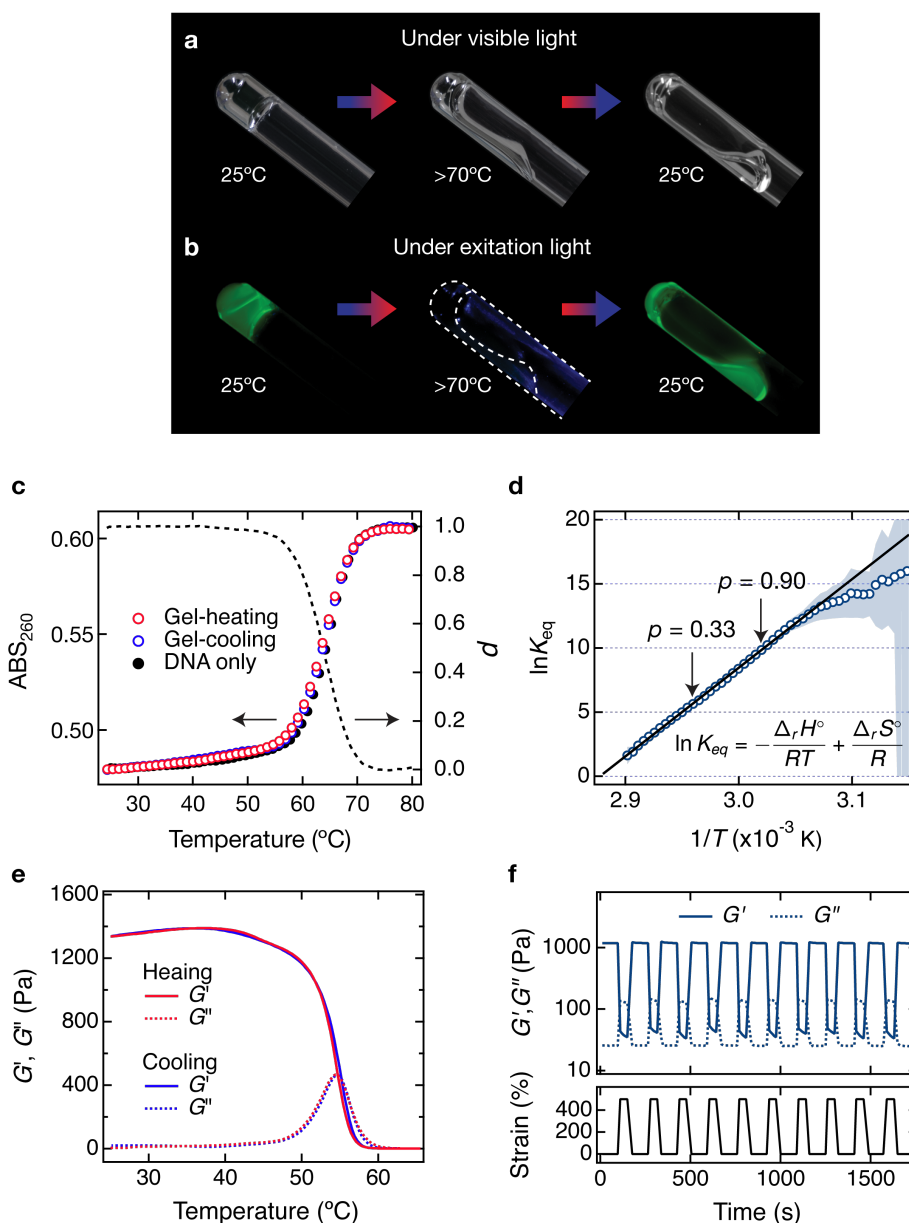 a
Under visible light
25ºC
>70ºC
25ºC
b
Under exitation light
25ºC
>70ºC
25ºC
c
0.60
0.55
0.50
ABS260
Gel-heating
Gel-cooling
DNA only
1.0
0.8
0.6
0.4
0.2
0.0
p
30 40 50 60 70 80
Temperature (ºC)
d
20
15
10
5
0
lnKeq
p = 0.90
p = 0.33
ln Keq = −ΔrH°/RT + ΔrS°/R
2.9 3.0 3.1
1/T (x10-3 K)
e
1600
1200
800
400
0
G', G'' (Pa)
Heaing
G'
G''
Cooling
G'
G''
30 40 50 60
Temperature (ºC)
f
G' G''
1000
100
10
G', G'' (Pa)
400
200
0
Strain (%)
0 500 1000 1500
Time (s)